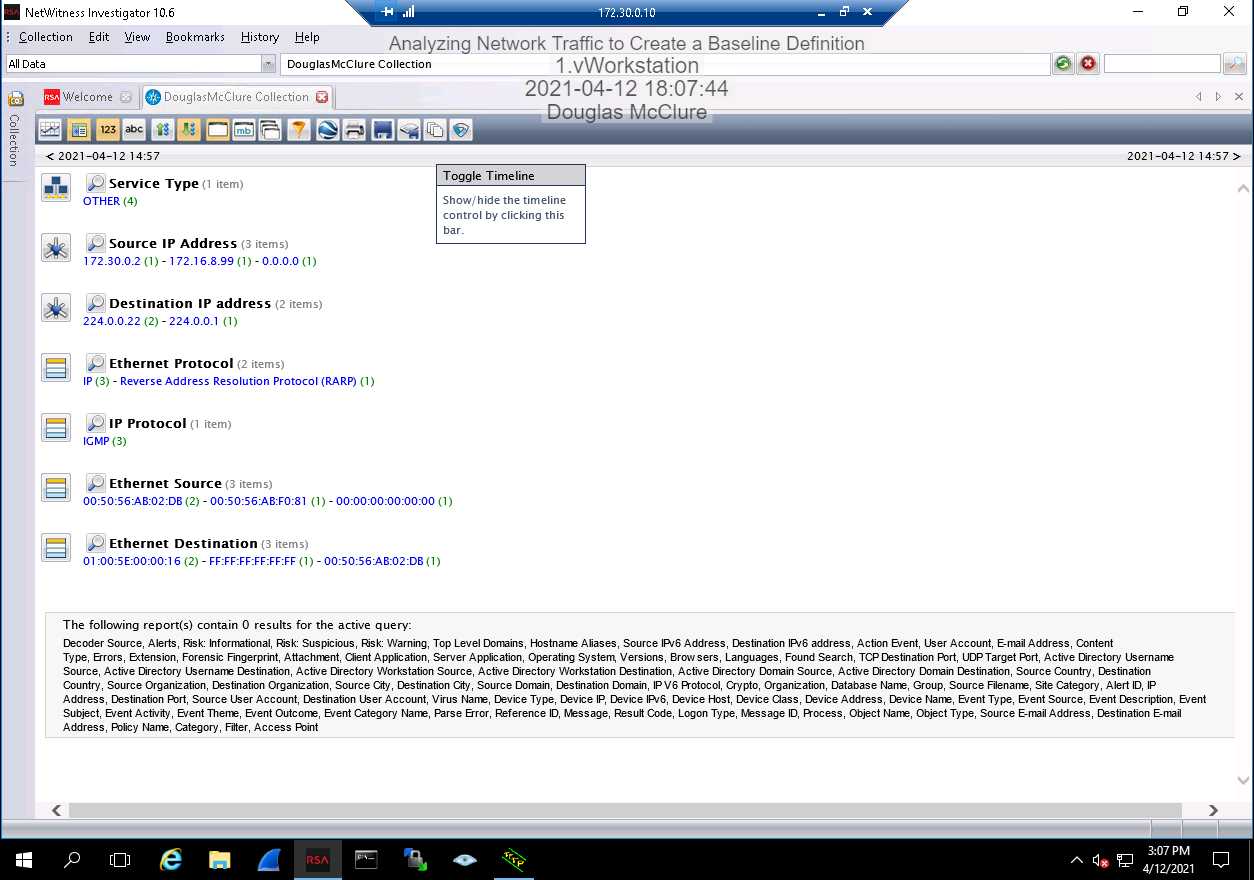 RSA NetWitness Investigator 10.6
172.30.0.10
Collection Edit View Bookmarks History Help
Analyzing Network Traffic to Create a Baseline Definition
1.vWorkstation
2021-04-12 18:07:44
Douglas McClure
All Data
DouglasMcClure Collection
Collection
RSA Welcome
DouglasMcClure Collection
123 abc mb
< 2021-04-12 14:57
2021-04-12 14:57 >
Toggle Timeline
Show/hide the timeline
control by clicking this
bar.
Service Type (1 item)
OTHER (4)
Source IP Address (3 items)
172.30.0.2 (1) - 172.16.8.99 (1) - 0.0.0.0 (1)
Destination IP address (2 items)
224.0.0.22 (2) - 224.0.0.1 (1)
Ethernet Protocol (2 items)
IP (3) - Reverse Address Resolution Protocol (RARP) (1)
IP Protocol (1 item)
IGMP (3)
Ethernet Source (3 items)
00:50:56:AB:02:DB (2) - 00:50:56:AB:F0:81 (1) - 00:00:00:00:00:00 (1)
Ethernet Destination (3 items)
01:00:5E:00:00:16 (2) - FF:FF:FF:FF:FF:FF (1) - 00:50:56:AB:02:DB (1)
The following report(s) contain 0 results for the active query:
Decoder Source, Alerts, Risk: Informational, Risk: Suspicious, Risk: Warning, Top Level Domains, Hostname Aliases, Source IPv6 Address, Destination IPv6 address, Action Event, User Account, E-mail Address, Content
Type, Errors, Extension, Forensic Fingerprint, Attachment, Client Application, Server Application, Operating System, Versions, Browsers, Languages, Found Search, TCP Destination Port, UDP Target Port, Active Directory Username
Source, Active Directory Username Destination, Active Directory Workstation Source, Active Directory Workstation Destination, Active Directory Domain Source, Active Directory Domain Destination, Source Country, Destination
Country, Source Organization, Destination Organization, Source City, Destination City, Source Domain, Destination Domain, IP V6 Protocol, Crypto, Organization, Database Name, Group, Source Filename, Site Category, Alert ID, IP
Address, Destination Port, Source User Account, Destination User Account, Virus Name, Device Type, Device IP, Device IPv6, Device Host, Device Class, Device Address, Device Name, Event Type, Event Source, Event Description, Event
Subject, Event Activity, Event Theme, Event Outcome, Event Category Name, Parse Error, Reference ID, Message, Result Code, Logon Type, Message ID, Process, Object Name, Object Type, Source E-mail Address, Destination E-mail
Address, Policy Name, Category, Filter, Access Point
RSA
3:07 PM
4/12/2021